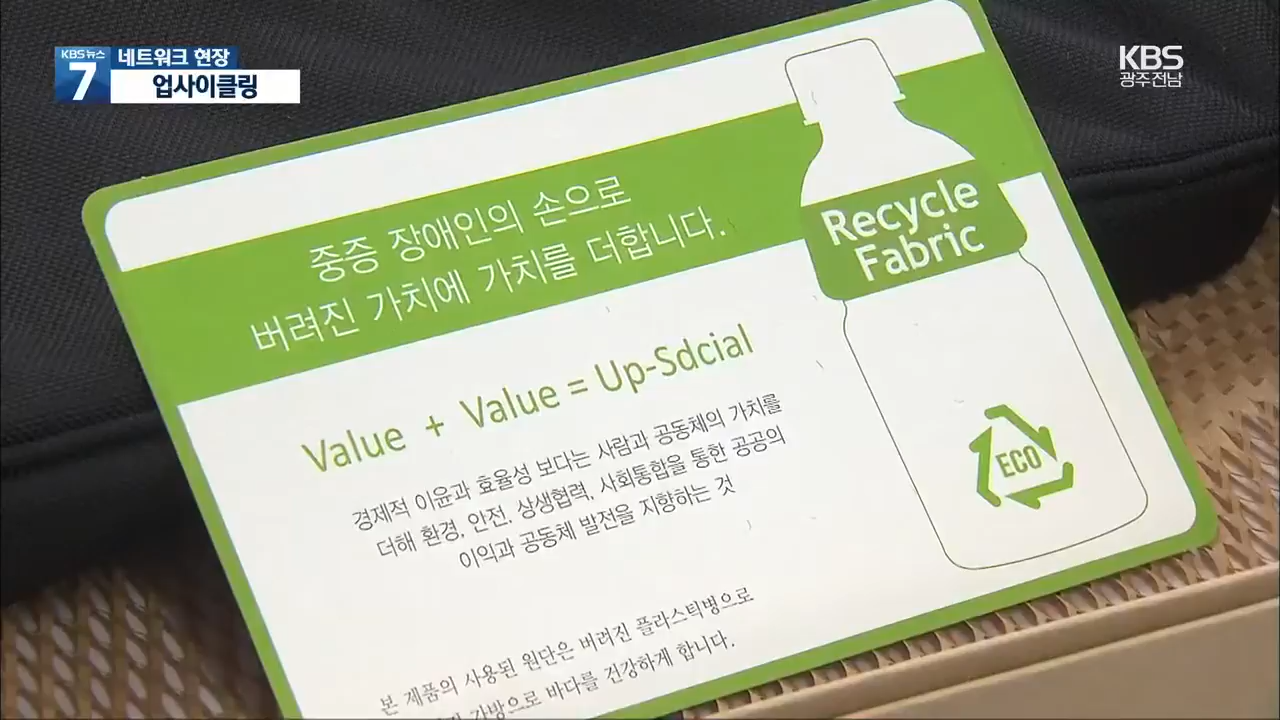 KBS 뉴스
7
네트워크 현장
업사이클링
KBS
광주전남
중증 장애인의 손으로
버려진 가치에 가치를 더합니다.
Recycle
Fabric
Value + Value = Up-Sdcial
경제적 이윤과 효율성 보다는 사람과 공동체의 가치를
더해 환경, 안전, 상생협력, 사회통합을 통한 공공의
이익과 공동체 발전을 지향하는 것
ECO
본 제품의 사용된 원단은 버려진 플라스틱병으로
가방으로 바다를 건강하게 합니다.